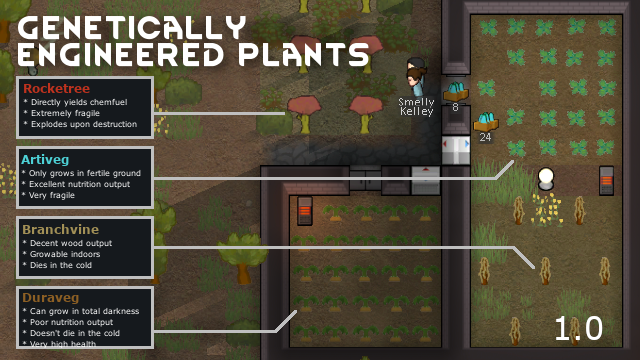 GENETICALLY
ENGINEERED PLANTS
Rocketree
* Directly yields chemfuel
* Extremely fragile
* Explodes upon destruction
Smelly
Kelley
8
24
Artiveg
* Only grows in fertile ground
* Excellent nutrition output
* Very fragile
Branchvine
* Decent wood output
* Growable indoors
* Dies in the cold
Duraveg
* Can grow in total darkness
* Poor nutrition output
* Doesn't die in the cold
* Very high health
1.0